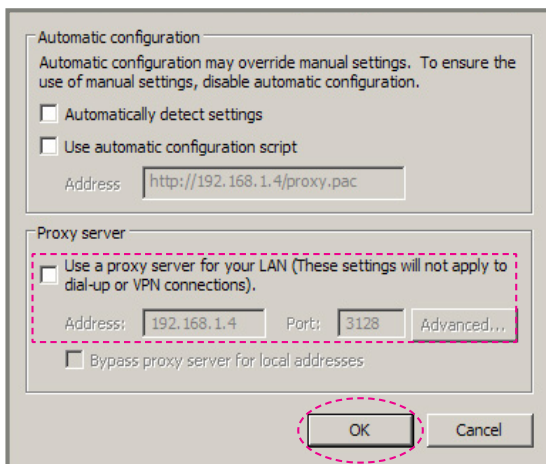 Automatic configuration
Automatic configuration may override manual settings. To ensure the
use of manual settings, disable automatic configuration.
Automatically detect settings
Use automatic configuration script
Address http://192.168.1.4/proxy.pac
Proxy server
Use a proxy server for your LAN (These settings will not apply to
dial-up or VPN connections).
Address: 192.168.1.4 Port: 3128 Advanced...
Bypass proxy server for local addresses
OK Cancel